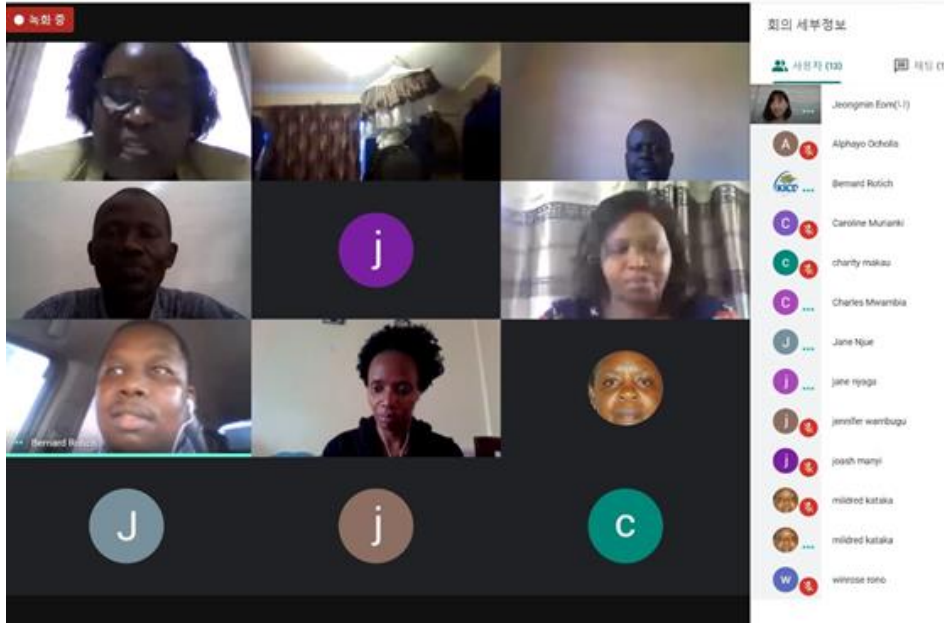 녹화 중
회의 세부정보
사용자 (13)
채팅 (1
Jeongmin Eom(나)
A
Alphayo Ocholla
KICD
Bernard Rotich
C
Caroline Murianki
c
charity makau
C
Charles Mwambia
J
Jane Njue
j
jane nyaga
j
jennifer wambugu
j
joash manyi
mildred kataka
mildred kataka
w
winrose rono
j
Bernard Rotich
J
j
c